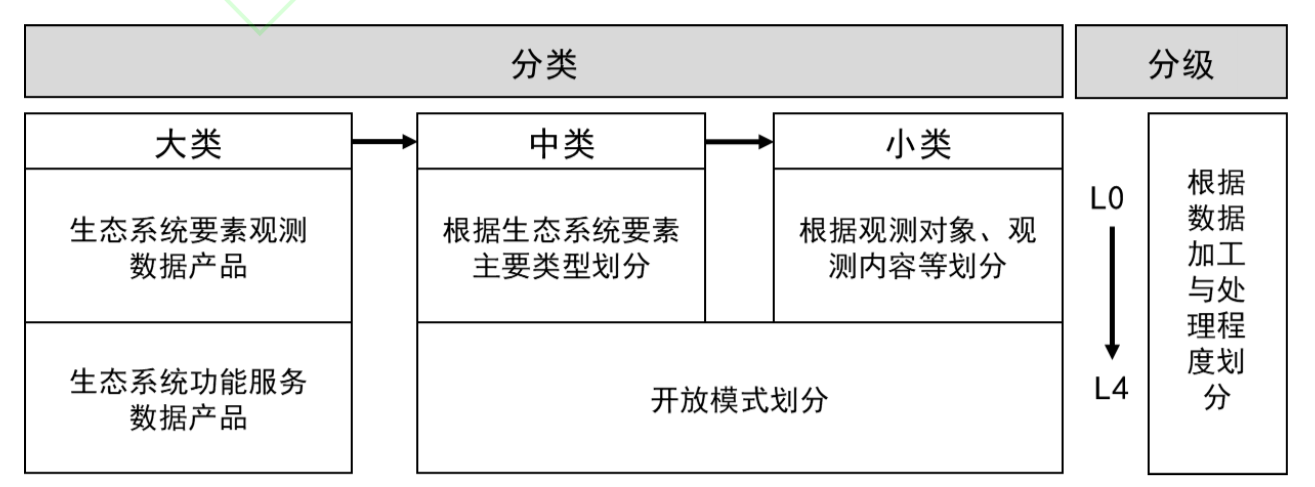 分类
分级
大类
中类
小类
生态系统要素观测
数据产品
根据生态系统要素
主要类型划分
根据观测对象、观
测内容等划分
生态系统功能服务
数据产品
开放模式划分
L0
L4
根据
数据
加工
与处
理程
度划
分